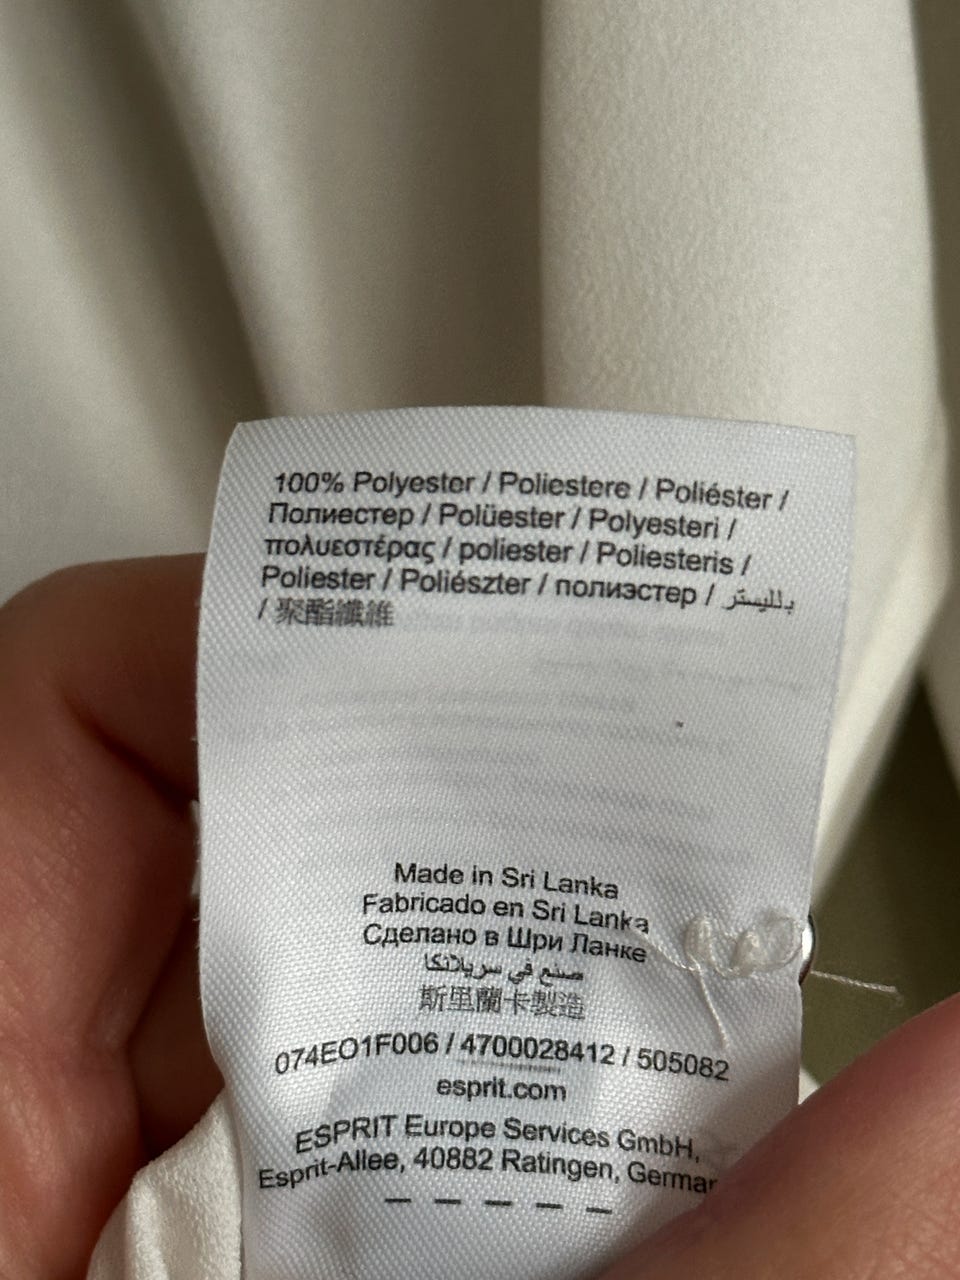 100% Polyester / Poliestere / Poliéster /
Полиестер / Polüester / Polyesteri /
πολυεστέρας / poliester / Poliesteris /
Poliester / Poliészter / полиэстер / بلليستر
/ 聚酯纖維
Made in Sri Lanka
Fabricado en Sri Lanka
Сделано в Шри Ланке
صنع في سريلانكا
斯里蘭卡製造
074EO1F006 / 4700028412 / 505082
esprit.com
ESPRIT Europe Services GmbH,
Esprit-Allee, 40882 Ratingen, German